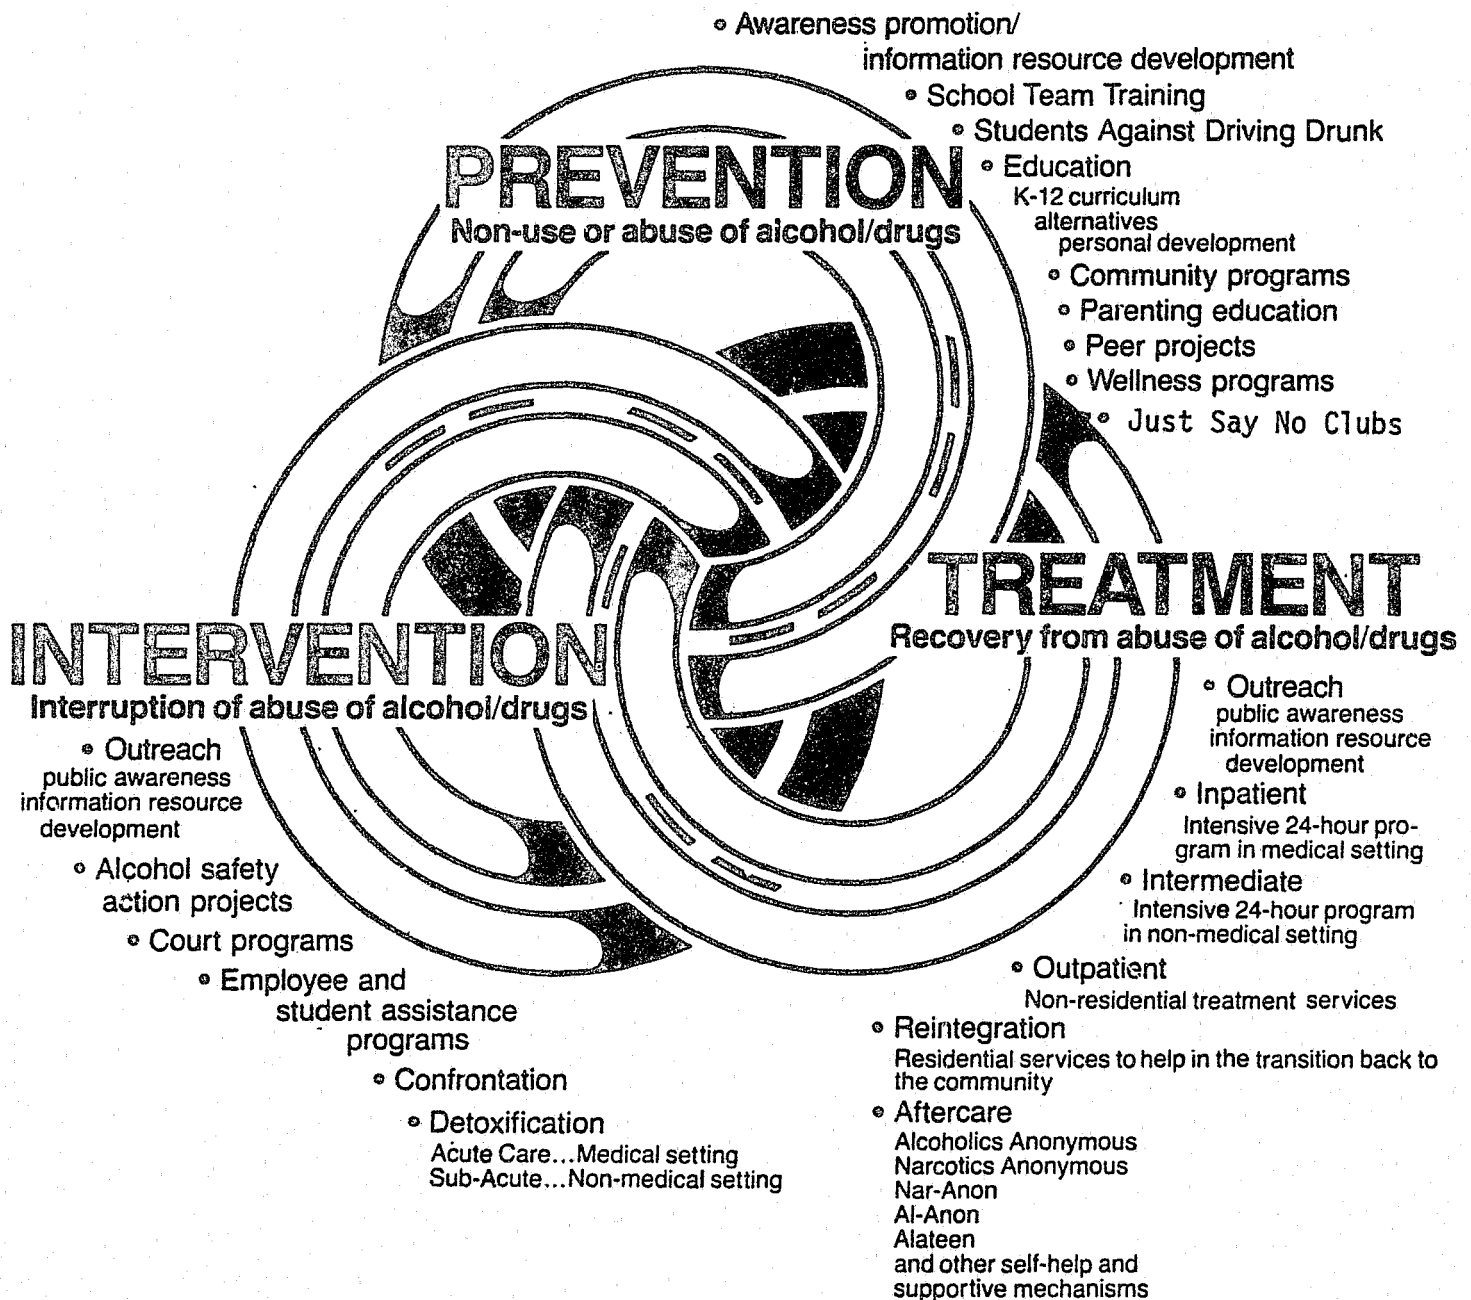 • Awareness promotion/
information resource development
• School Team Training
• Students Against Driving Drunk
PREVENTION
Non-use or abuse of alcohol/drugs
• Education
K-12 curriculum
alternatives
personal development
• Community programs
• Parenting education
• Peer projects
• Wellness programs
• Just Say No Clubs
INTERVENTION
Interruption of abuse of alcohol/drugs
• Outreach
public awareness
information resource
development
• Alcohol safety
action projects
• Court programs
• Employee and
student assistance
programs
• Confrontation
• Detoxification
Acute Care...Medical setting
Sub-Acute...Non-medical setting
TREATMENT
Recovery from abuse of alcohol/drugs
• Outreach
public awareness
information resource
development
• Inpatient
Intensive 24-hour pro-
gram in medical setting
• Intermediate
Intensive 24-hour program
in non-medical setting
• Outpatient
Non-residential treatment services
• Reintegration
Residential services to help in the transition back to
the community
• Aftercare
Alcoholics Anonymous
Narcotics Anonymous
Nar-Anon
Al-Anon
Alateen
and other self-help and
supportive mechanisms